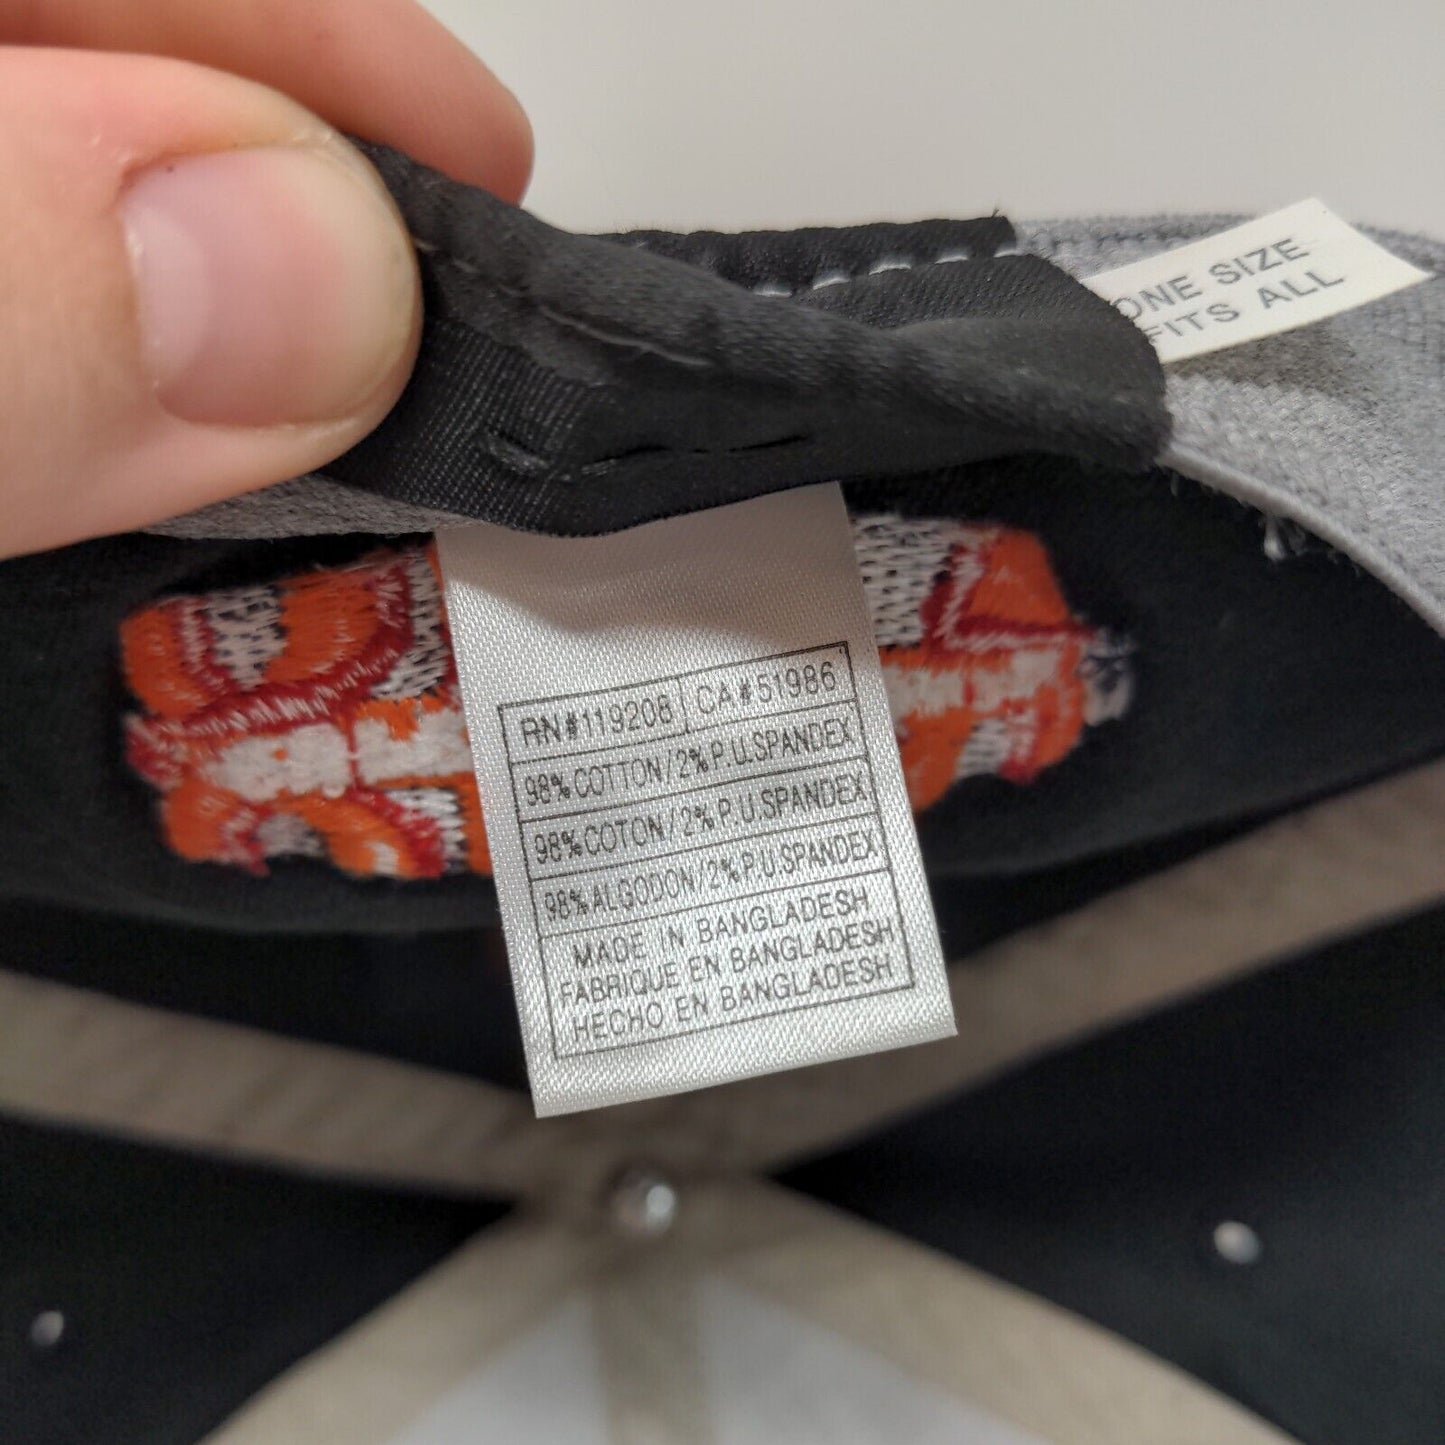 ONE SIZE
FITS ALL
RN#119208 CA#51986
98% COTTON/2% P.U.SPANDEX
98% COTON/2% P.U.SPANDEX
98% ALGODON/2% P.U.SPANDEX
MADE IN BANGLADESH
FABRIQUE EN BANGLADESH
HECHO EN BANGLADESH